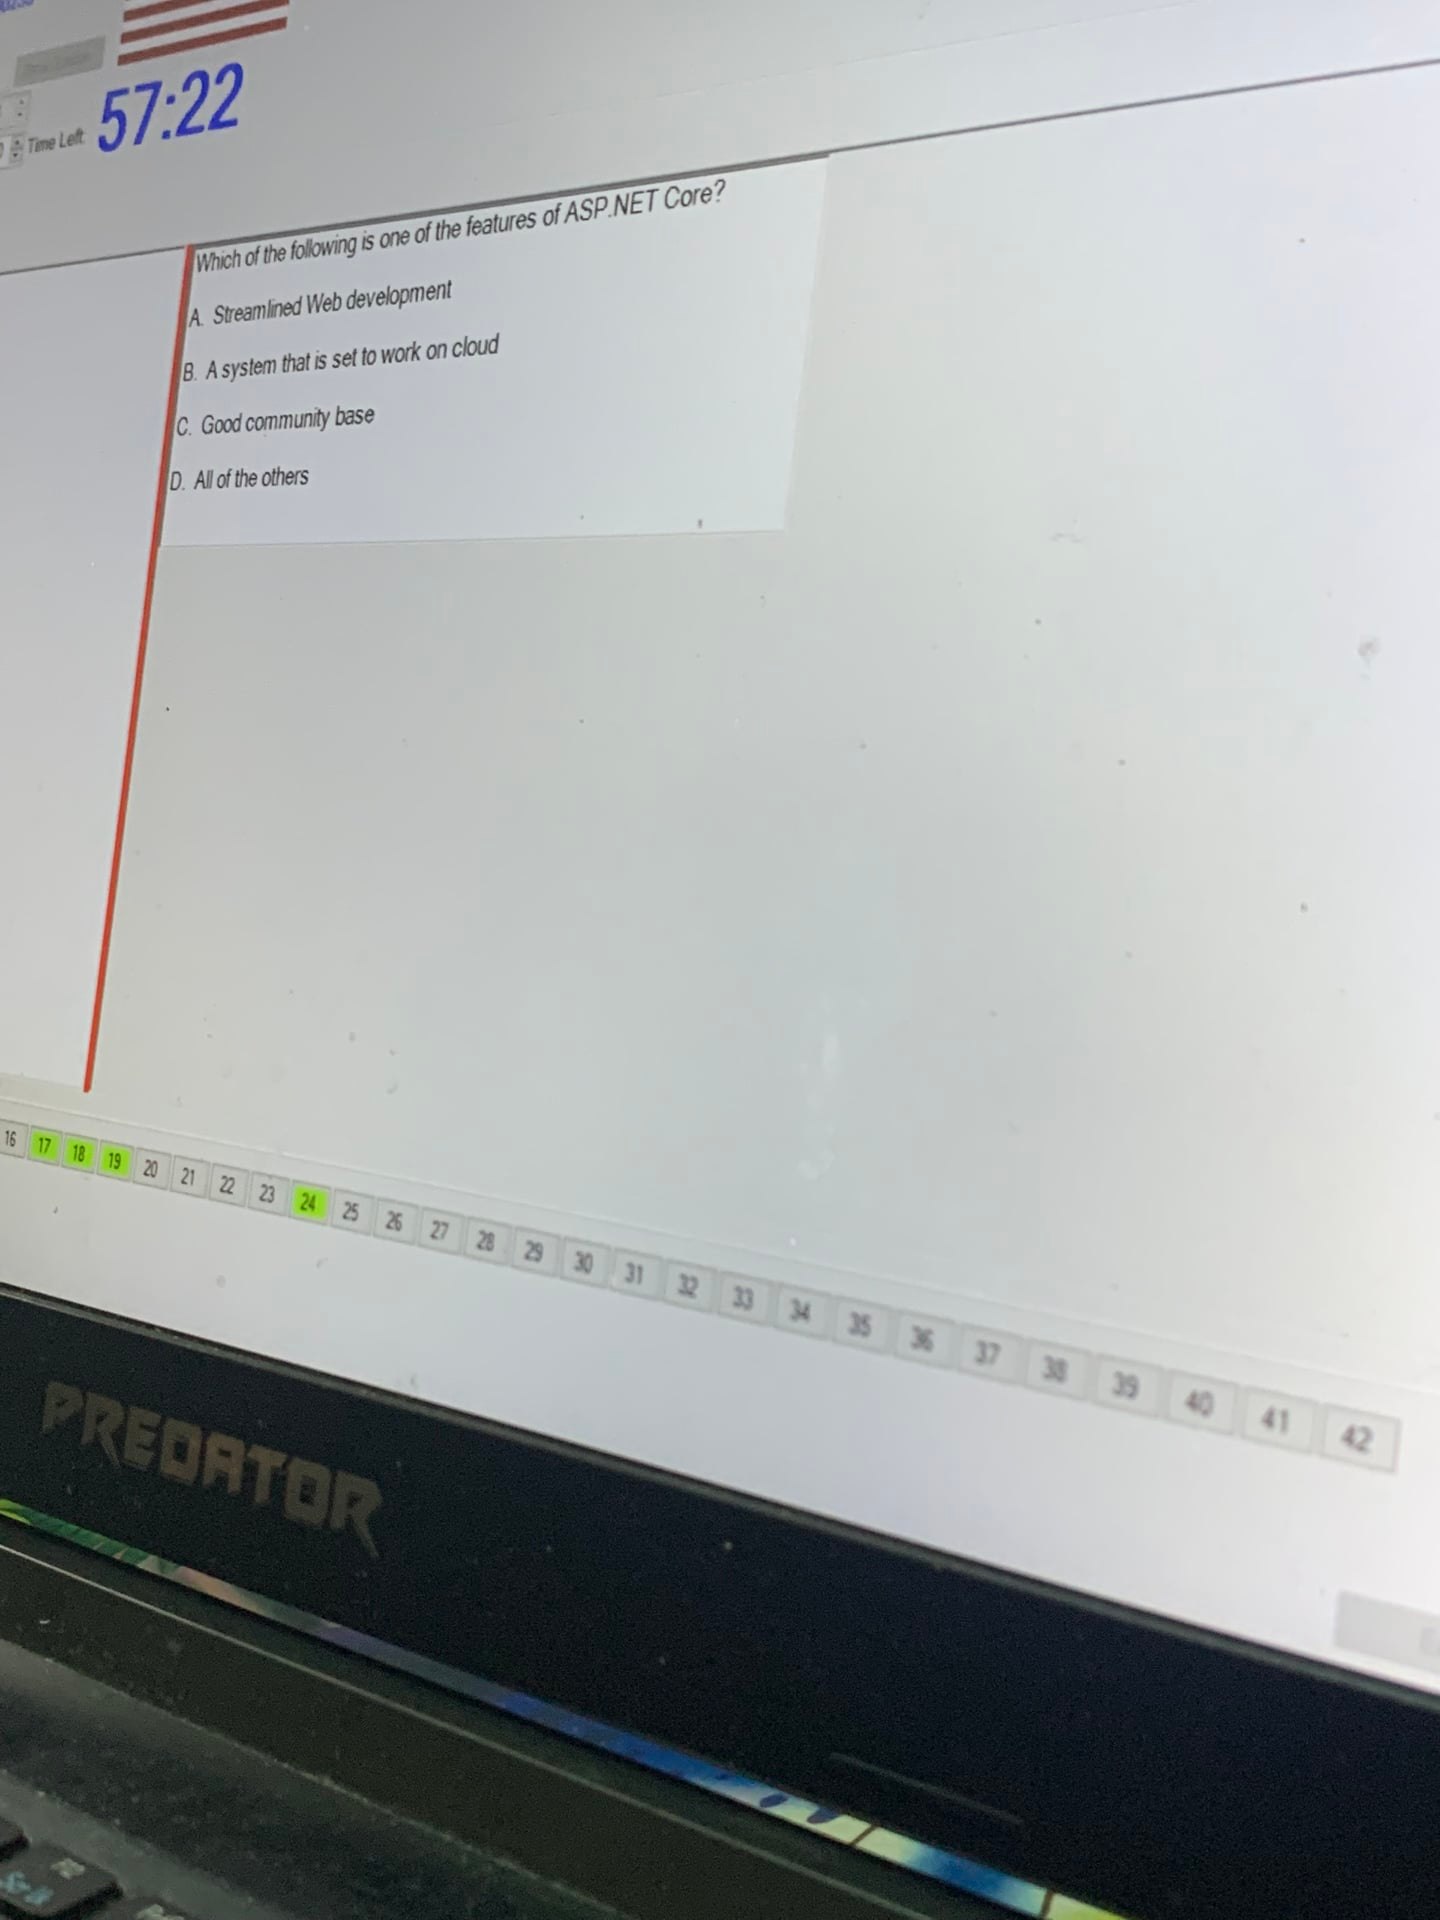 57:22
Time Left:
Which of the following is one of the features of ASP.NET Core?
A. Streamlined Web development
B. A system that is set to work on cloud
C. Good community base
D. All of the others
16 17 18 19 20 21 22 23 24 25 26 27 28 29 30 31 32 33 34 35 36 37 38 39 40 41 42
PREDATOR